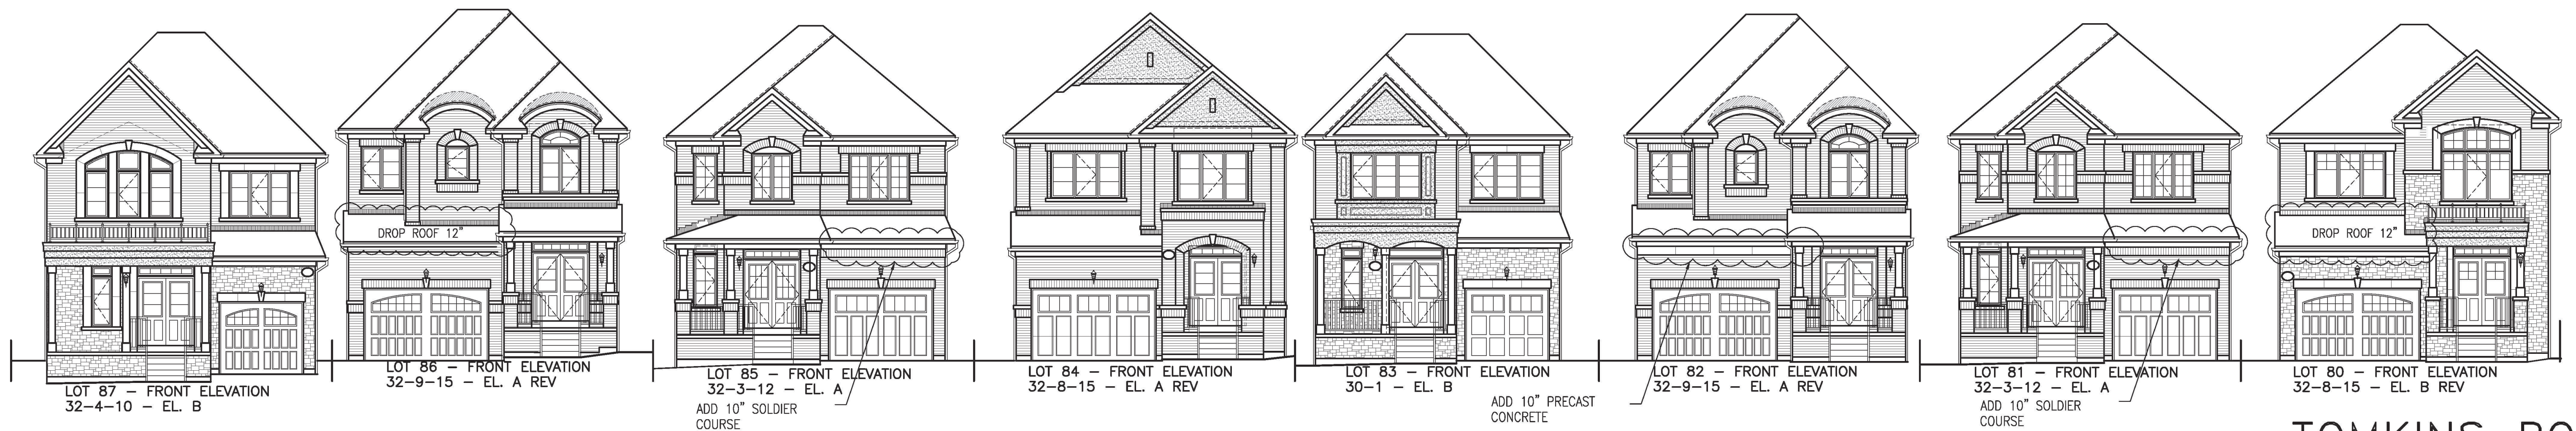 DROP ROOF 12"
DROP ROOF 12"
LOT 87 – FRONT ELEVATION
32–4–10 – EL. B
LOT 86 – FRONT ELEVATION
32–9–15 – EL. A REV
LOT 85 – FRONT ELEVATION
32–3–12 – EL. A
ADD 10" SOLDIER
COURSE
LOT 84 – FRONT ELEVATION
32–8–15 – EL. A REV
LOT 83 – FRONT ELEVATION
30–1 – EL. B
ADD 10" PRECAST
CONCRETE
LOT 82 – FRONT ELEVATION
32–9–15 – EL. A REV
LOT 81 – FRONT ELEVATION
32–3–12 – EL. A
ADD 10" SOLDIER
COURSE
LOT 80 – FRONT ELEVATION
32–8–15 – EL. B REV